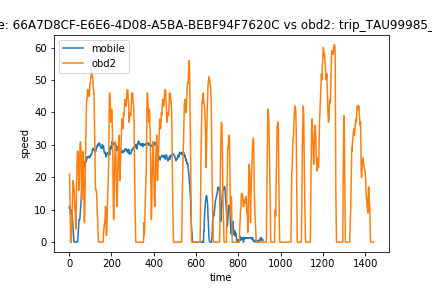 e: 66A7D8CF-E6E6-4D08-A5BA-BEBF94F7620C vs obd2: trip_TAU99985_
mobile
obd2
60
50
40
30
20
10
0
speed
0 200 400 600 800 1000 1200 1400
time